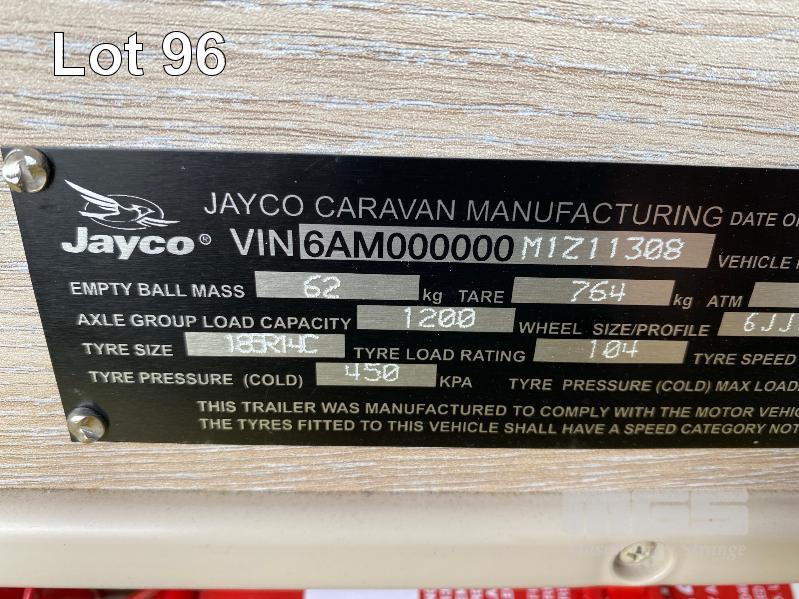 Lot 96
JAYCO CARAVAN MANUFACTURING DATE O
Jayco® VIN 6AM000000 M1Z11308 VEHICLE
EMPTY BALL MASS 62 kg TARE 764 kg ATM
AXLE GROUP LOAD CAPACITY 1200 WHEEL SIZE/PROFILE 6JJ
TYRE SIZE 185R14C TYRE LOAD RATING 104 TYRE SPEED
TYRE PRESSURE (COLD) 450 KPA TYRE PRESSURE (COLD) MAX LOAD
THIS TRAILER WAS MANUFACTURED TO COMPLY WITH THE MOTOR VEHIC
THE TYRES FITTED TO THIS VEHICLE SHALL HAVE A SPEED CATEGORY NOT